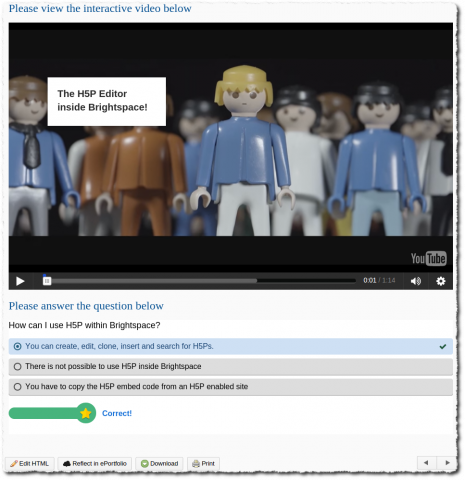 Please view the interactive video below
The H5P Editor
inside Brightspace!
YouTube
0:01 / 1:14
Please answer the question below
How can I use H5P within Brightspace?
You can create, edit, clone, insert and search for H5Ps.
There is not possible to use H5P inside Brightspace
You have to copy the H5P embed code from an H5P enabled site
Correct!
Edit HTML Reflect in ePortfolio Download Print